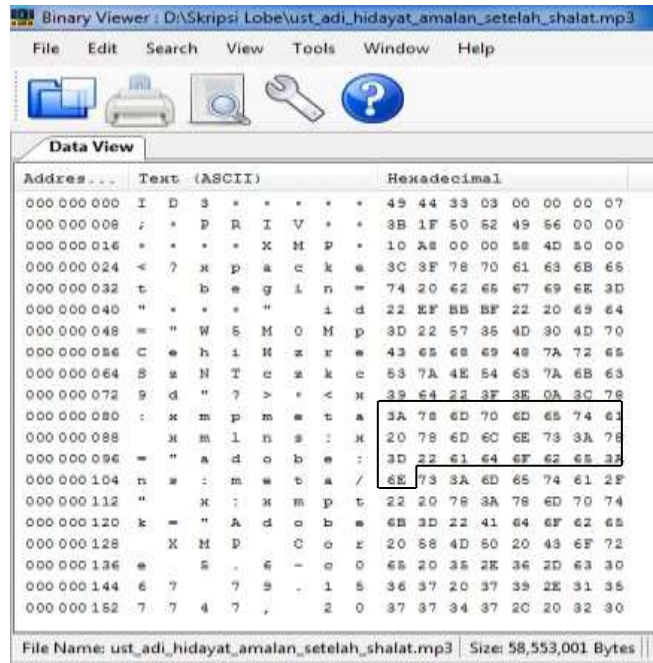 Binary Viewer : D:\Skripsi Lobe\ust_adi_hidayat_amalan_setelah_shalat.mp3
File Edit Search View Tools Window Help
Data View
Addres... Text (ASCII) Hexadecimal
000 000 000 I D 3 · · · · · 49 44 33 03 00 00 00 07
000 000 008 ; · P R I V · · 3B 1F 50 52 49 56 00 00
000 000 016 · · · · X M P · 10 A8 00 00 58 4D 50 00
000 000 024 < ? x p a c k e 3C 3F 78 70 61 63 6B 65
000 000 032 t b e g i n = 74 20 62 65 67 69 6E 3D
000 000 040 " · · · " i d 22 EF BB BF 22 20 69 64
000 000 048 = " W 5 M 0 M p 3D 22 57 35 4D 30 4D 70
000 000 056 C e h i H z r e 43 65 68 69 48 7A 72 65
000 000 064 S z N T c z k c 53 7A 4E 54 63 7A 6B 63
000 000 072 9 d " ? > · < x 39 64 22 3F 3E 0A 3C 78
000 000 080 : x m p m e t a 3A 78 6D 70 6D 65 74 61
000 000 088 x m l n s : x 20 78 6D 6C 6E 73 3A 78
000 000 096 = " a d o b e : 3D 22 61 64 6F 62 65 3A
000 000 104 n s : m e t a / 6E 73 3A 6D 65 74 61 2F
000 000 112 " x : x m p t 22 20 78 3A 78 6D 70 74
000 000 120 k = " A d o b e 6B 3D 22 41 64 6F 62 65
000 000 128 X M P C o r 20 58 4D 50 20 43 6F 72
000 000 136 e 5 . 6 - c 0 65 20 35 2E 36 2D 63 30
000 000 144 6 7 7 9 . 1 5 36 37 20 37 39 2E 31 35
000 000 152 7 7 4 7 , 2 0 37 37 34 37 2C 20 32 30
File Name: ust_adi_hidayat_amalan_setelah_shalat.mp3 Size: 58,553,001 Bytes